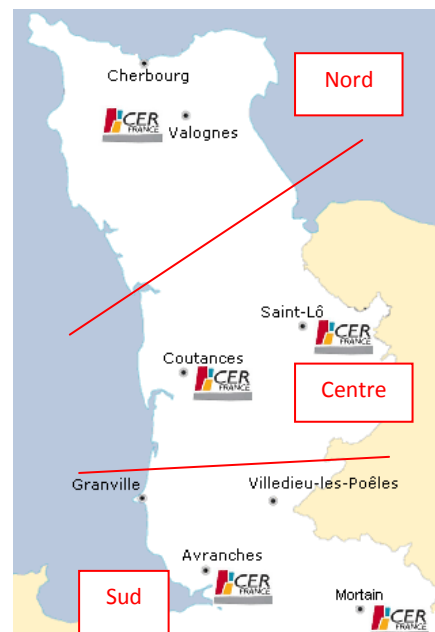 Cherbourg
Nord
CER
FRANCE
Valognes
Saint-Lô
CER
FRANCE
Coutances
CER
FRANCE
Centre
Granville
Villedieu-les-Poêles
Avranches
CER
FRANCE
Sud
Mortain
CER
FRANCE